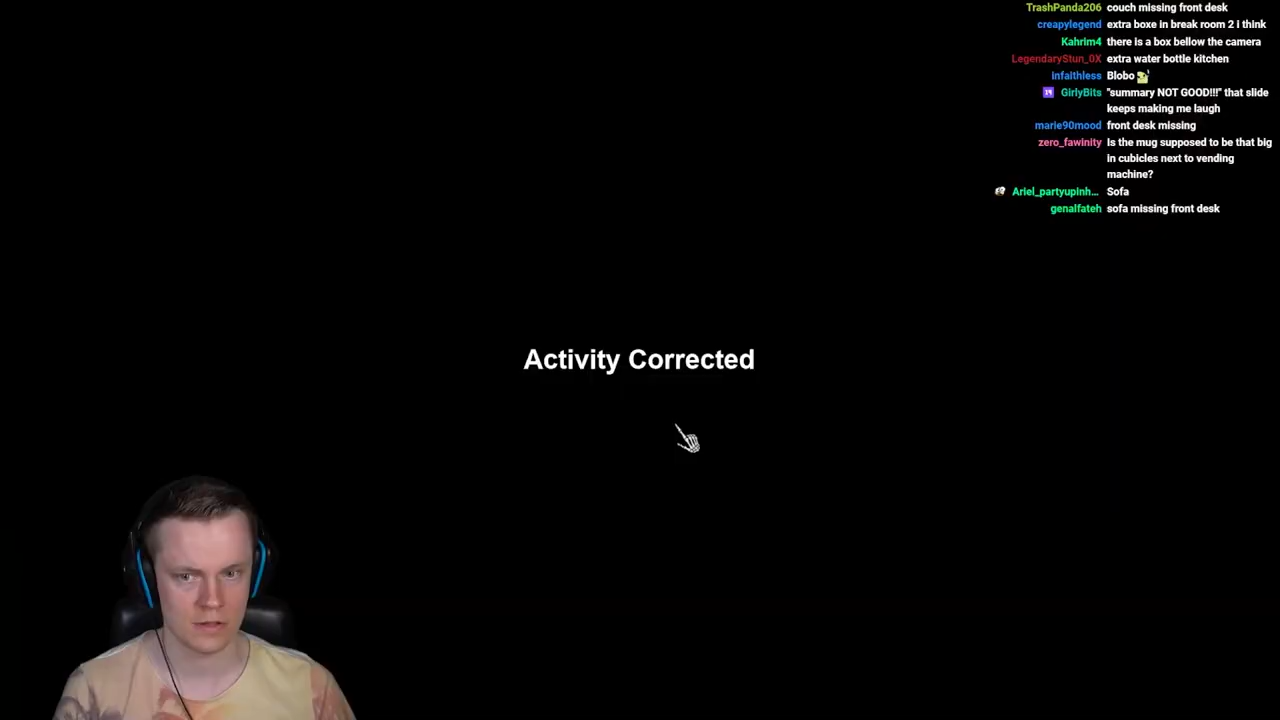 TrashPanda206 couch missing front desk
creapylegend extra boxe in break room 2 i think
Kahrim4 there is a box bellow the camera
LegendaryStun_0X extra water bottle kitchen
infaithless Blobo
GirlyBits "summary NOT GOOD!!!" that slide
keeps making me laugh
marie90mood front desk missing
zero_fawinity Is the mug supposed to be that big
in cubicles next to vending
machine?
Ariel_partyupinh... Sofa
genalfateh sofa missing front desk
Activity Corrected